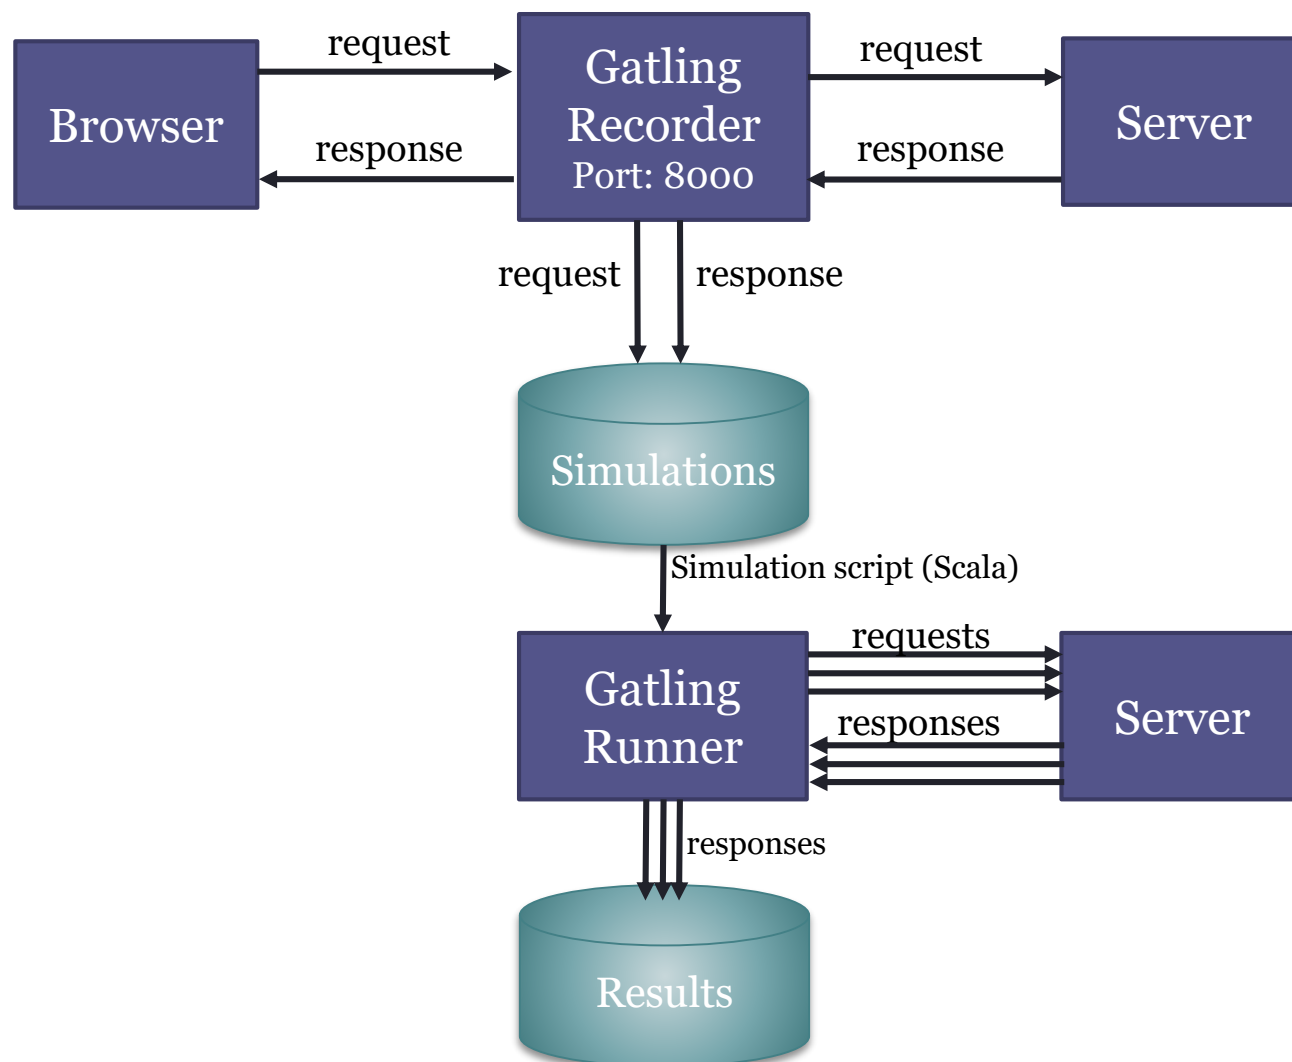 request
request
Browser
Gatling
Recorder
Port: 8000
Server
response
response
request
response
Simulations
Simulation script (Scala)
requests
Gatling
Runner
responses
Server
responses
Results